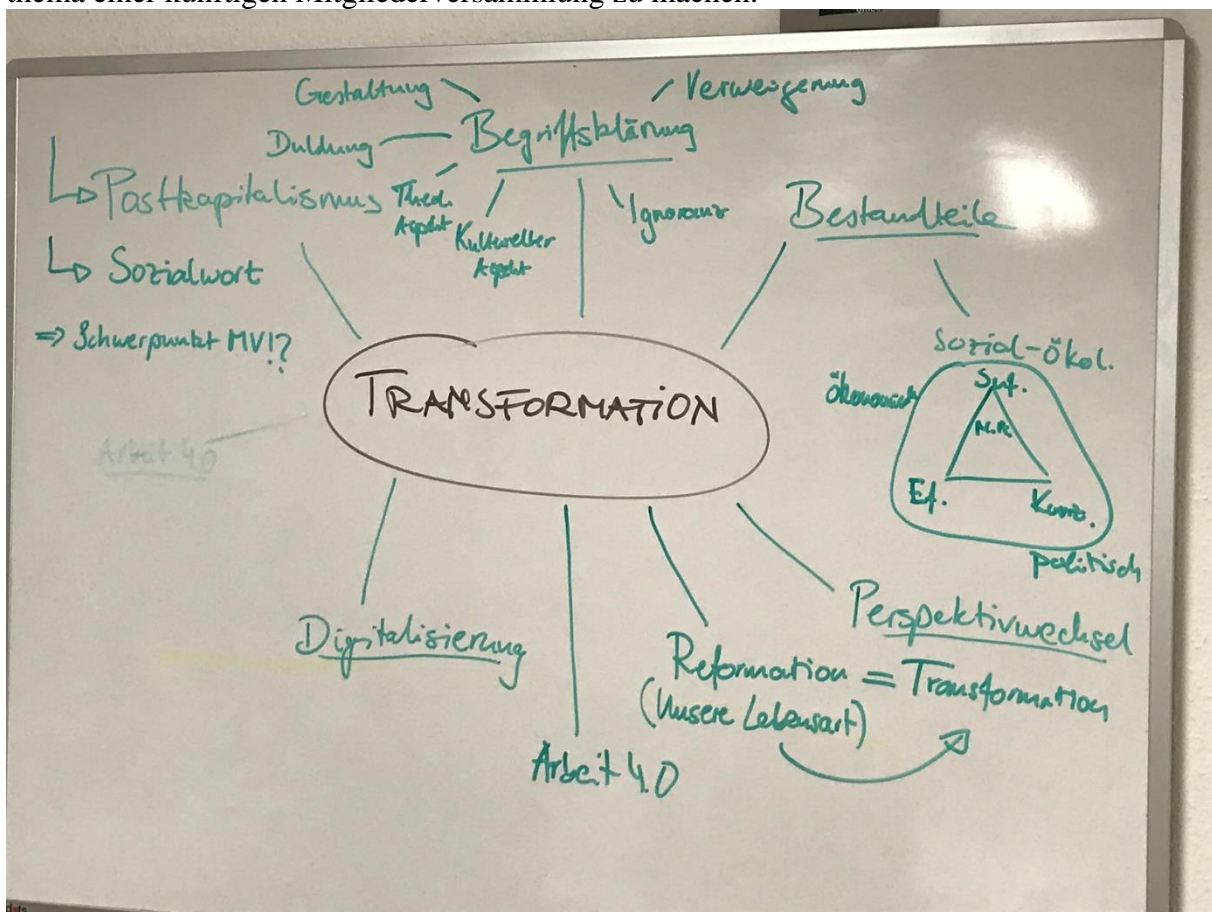 thema einer künftigen Mitgliederversammlung zu machen.
Gestaltung
Verweigerung
Duldung
Begriffsklärung
Postkapitalismus
Theol.
Aspekt
Kultureller
Aspekt
Ignoranz
Bestandteile
Sozialwort
=> Schwerpunkt MV!?
Sozial-ökol.
Ökonomisch
Suf.
Ef.
politisch
TRANSFORMATION
Arbeit 4.0
Digitalisierung
Arbeit 4.0
Perspektivwechsel
Reformation = Transformation
(Unsere Lebensart)